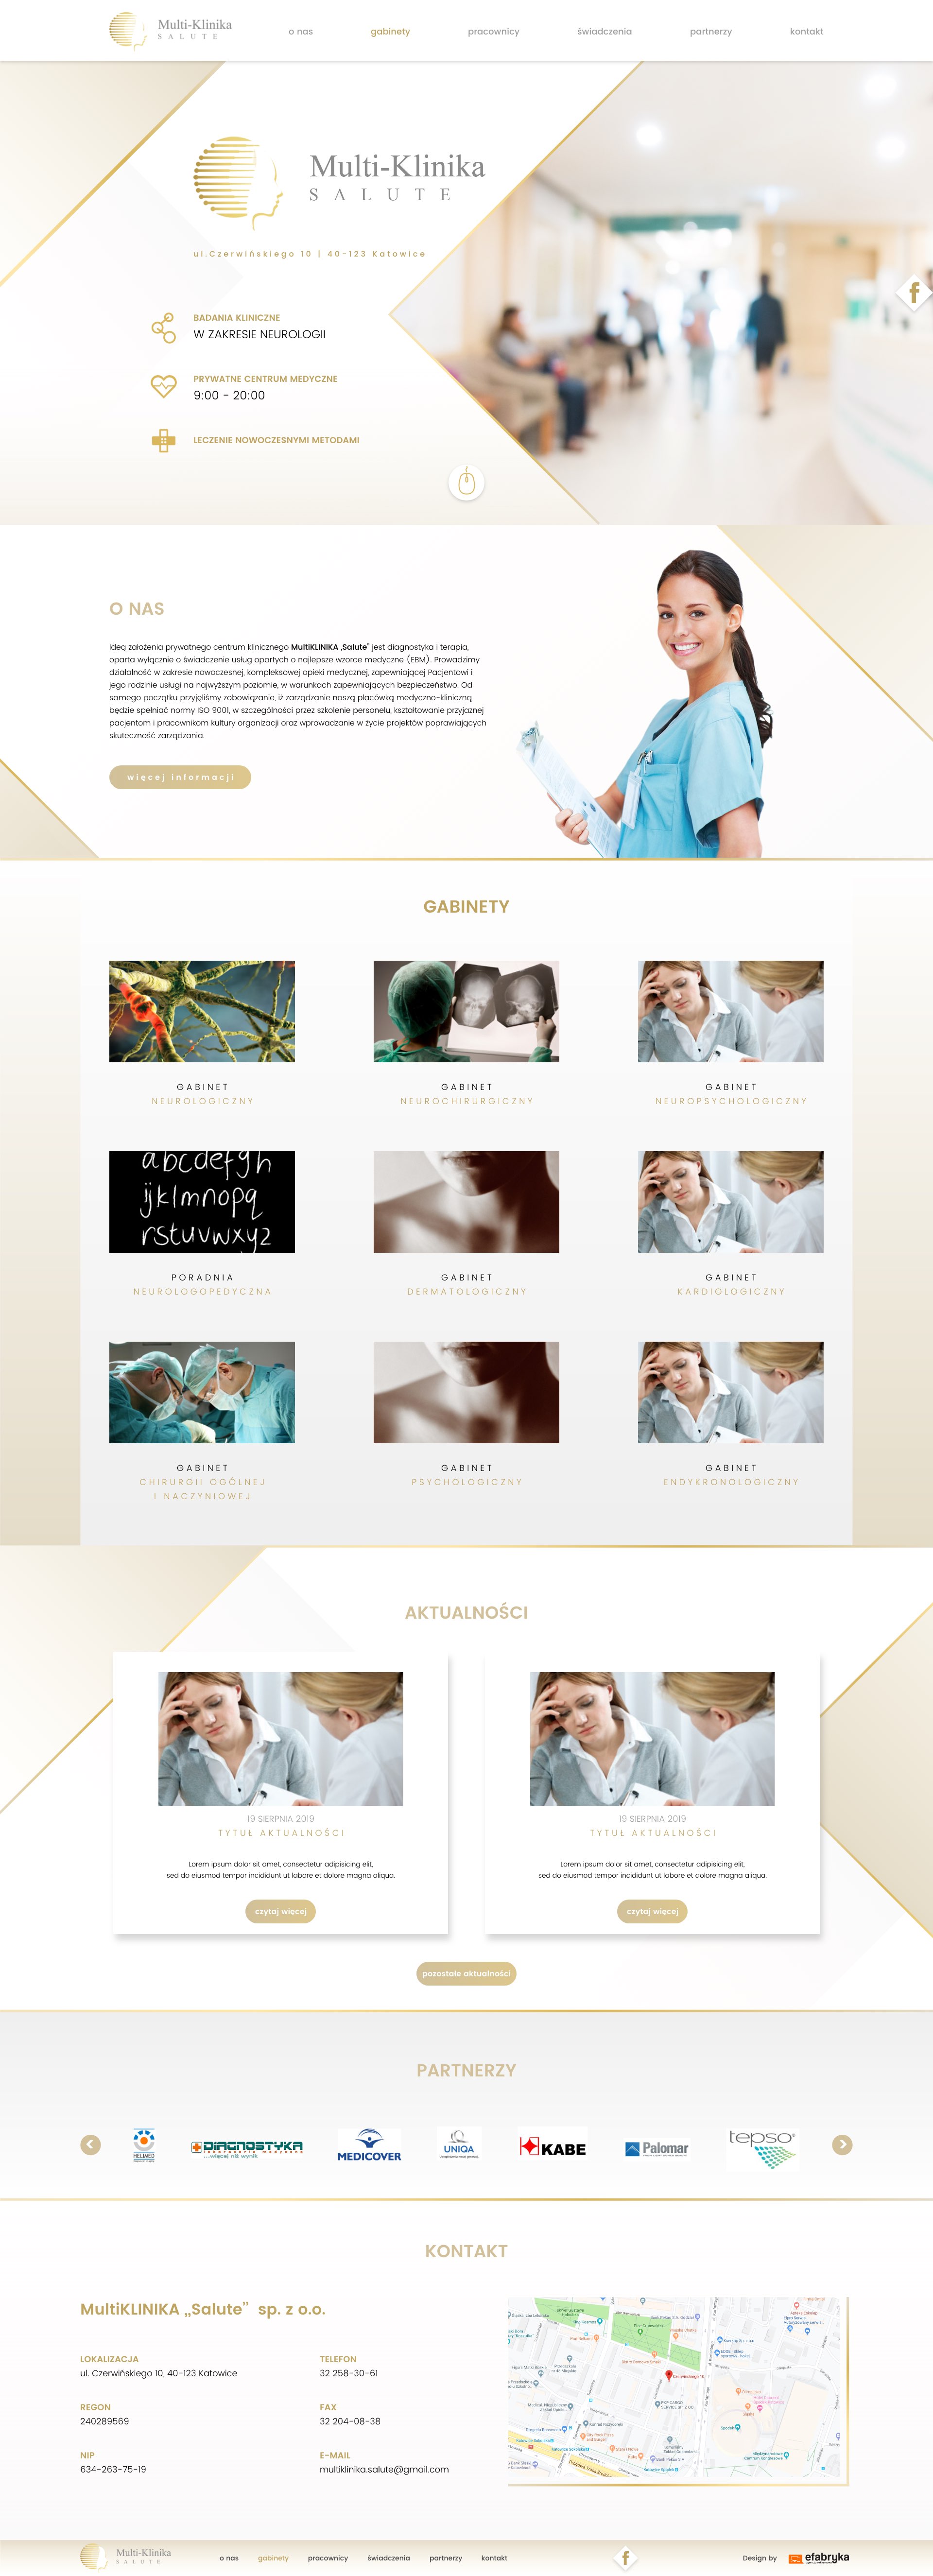 Multi-Klinika
SALUTE
o nas
gabinety
pracownicy
świadczenia
partnerzy
kontakt
Multi-Klinika
SALUTE
ul.Czerwińskiego 10 | 40-123 Katowice
BADANIA KLINICZNE
W ZAKRESIE NEUROLOGII
PRYWATNE CENTRUM MEDYCZNE
9:00 - 20:00
LECZENIE NOWOCZESNYMI METODAMI
O NAS
Ideą założenia prywatnego centrum klinicznego MultiKLINIKA „Salute” jest diagnostyka i terapia,
oparta wyłącznie o świadczenie usług opartych o najlepsze wzorce medyczne (EBM). Prowadzimy
działalność w zakresie nowoczesnej, kompleksowej opieki medycznej, zapewniającej Pacjentowi i
jego rodzinie usługi na najwyższym poziomie, w warunkach zapewniających bezpieczeństwo. Od
samego początku przyjęliśmy zobowiązanie, iż zarządzanie naszą placówką medyczno-kliniczną
będzie spełniać normy ISO 9001, w szczególności przez szkolenie personelu, kształtowanie przyjaznej
pacjentom i pracownikom kultury organizacji oraz wprowadzanie w życie projektów poprawiających
skuteczność zarządzania.
więcej informacji
GABINETY
GABINET
NEUROLOGICZNY
GABINET
NEUROCHIRURGICZNY
GABINET
NEUROPSYCHOLOGICZNY
abcdefgh
ijklmnopq
rstuvwxyz
PORADNIA
NEUROLOGOPEDYCZNA
GABINET
DERMATOLOGICZNY
GABINET
KARDIOLOGICZNY
GABINET
CHIRURGII OGÓLNEJ
I NACZYNIOWEJ
GABINET
PSYCHOLOGICZNY
GABINET
ENDYKRONOLOGICZNY
AKTUALNOŚCI
19 SIERPNIA 2019
TYTUŁ AKTUALNOŚCI
Lorem ipsum dolor sit amet, consectetur adipisicing elit,
sed do eiusmod tempor incididunt ut labore et dolore magna aliqua.
czytaj więcej
19 SIERPNIA 2019
TYTUŁ AKTUALNOŚCI
Lorem ipsum dolor sit amet, consectetur adipisicing elit,
sed do eiusmod tempor incididunt ut labore et dolore magna aliqua.
czytaj więcej
pozostałe aktualności
PARTNERZY
HELIMED
DIAGNOSTYKA
laboratoria medyczne
...więcej niż wynik
MEDICOVER
UNIQA
KABE
Palomar
tepso
KONTAKT
MultiKLINIKA „Salute” sp. z o.o.
LOKALIZACJA
ul. Czerwińskiego 10, 40-123 Katowice
TELEFON
32 258-30-61
REGON
240289569
FAX
32 204-08-38
NIP
634-263-75-19
E-MAIL
multiklinika.salute@gmail.com
Multi-Klinika
SALUTE
o nas
gabinety
pracownicy
świadczenia
partnerzy
kontakt
Design by
efabryka